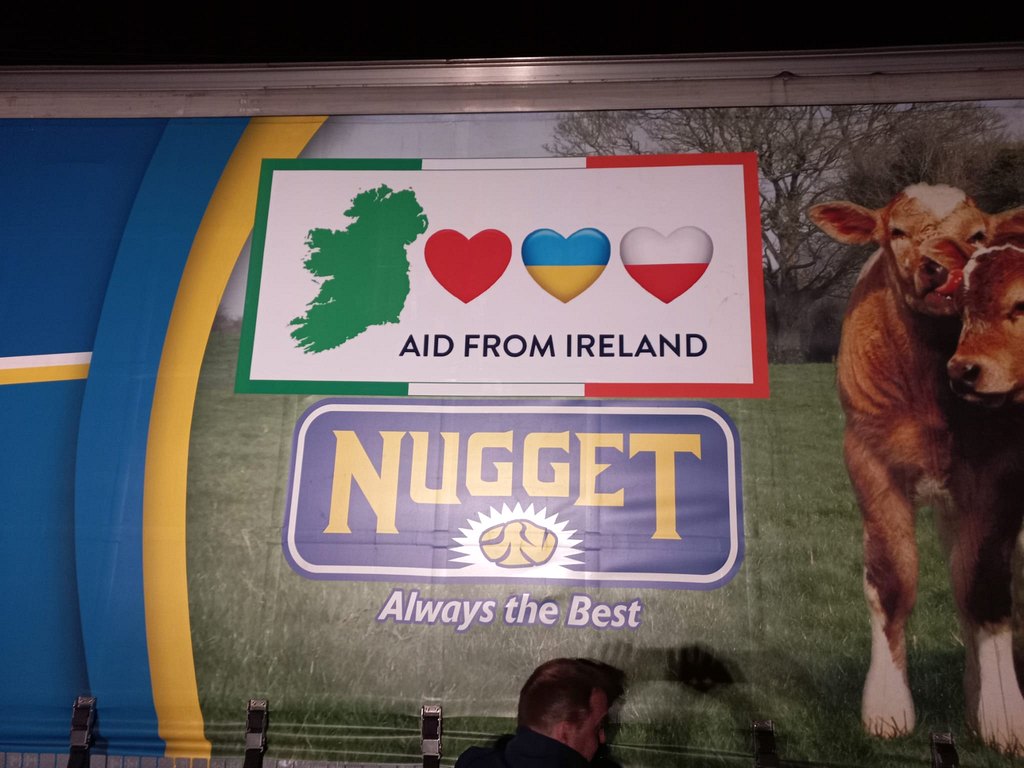 AID FROM IRELAND
NUGGET
Always the Best